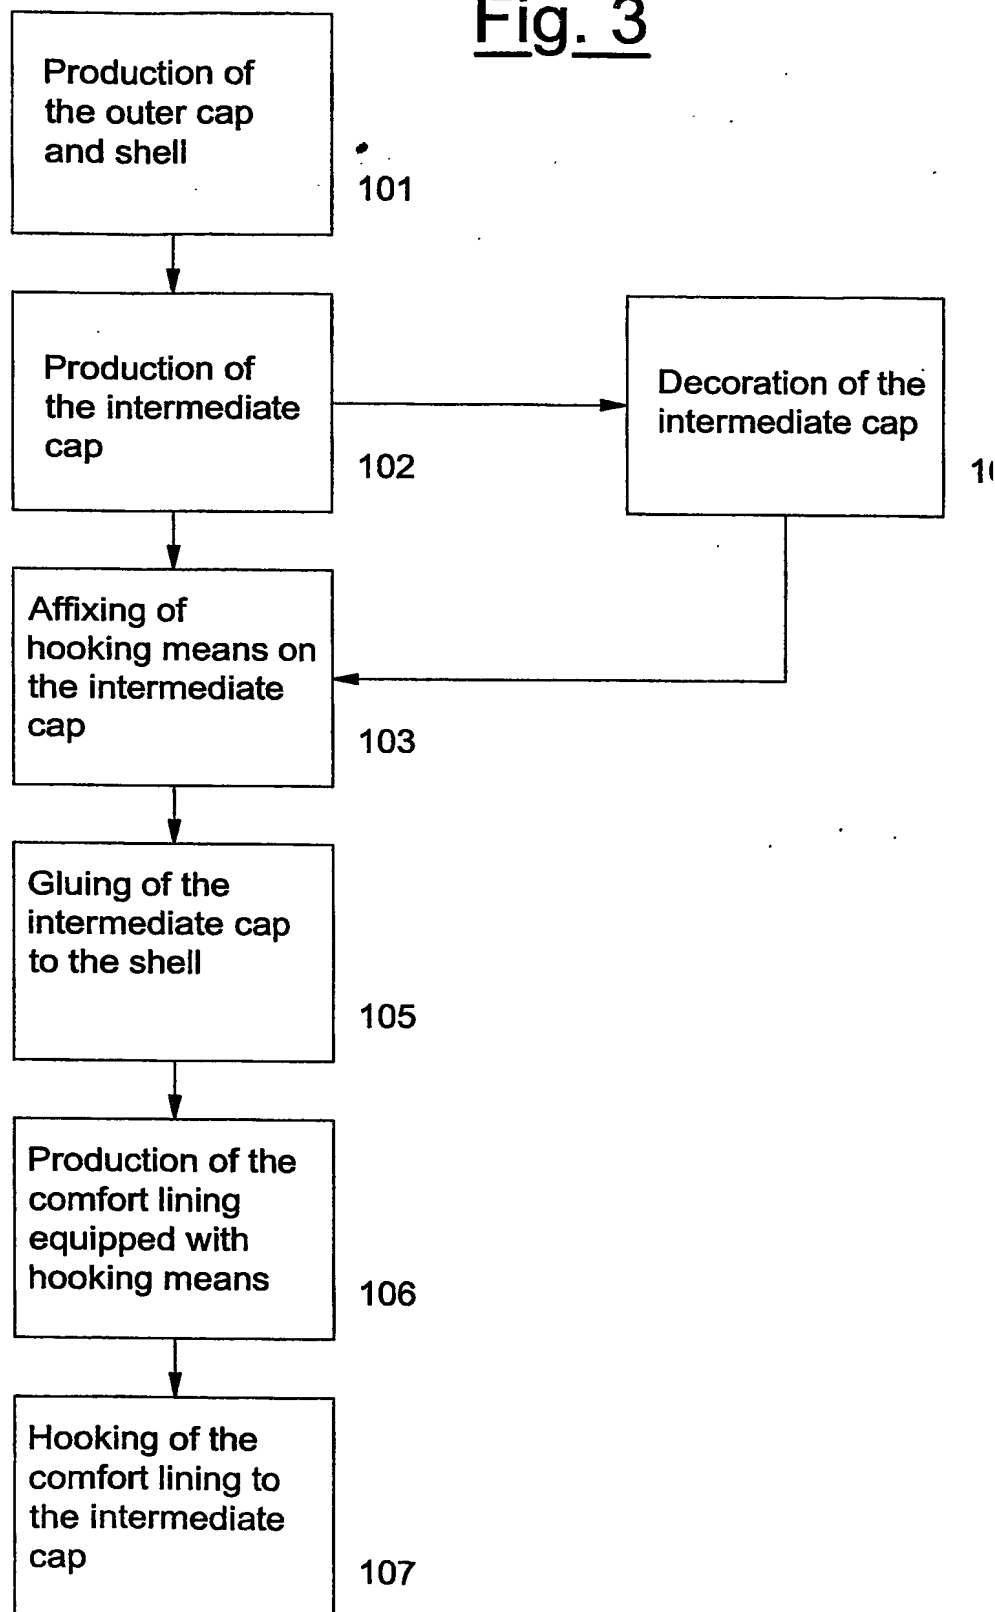 Fig. 3
Production of
the outer cap
and shell
101
Production of
the intermediate
cap
102
Decoration of the
intermediate cap
Affixing of
hooking means on
the intermediate
cap
103
Gluing of the
intermediate cap
to the shell
105
Production of the
comfort lining
equipped with
hooking means
106
Hooking of the
comfort lining to
the intermediate
cap
107